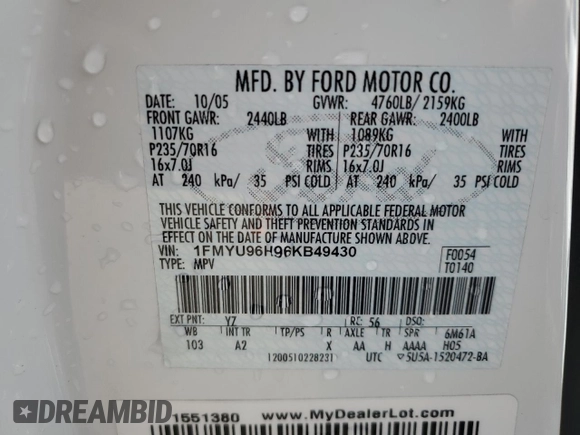 MFD. BY FORD MOTOR CO.
DATE: 10/05 GVWR: 4760LB/ 2159KG
FRONT GAWR: 2440LB REAR GAWR: 2400LB
1107KG WITH 1089KG WITH
P235/70R16 TIRES P235/70R16 TIRES
16x7.0J RIMS 16x7.0J RIMS
AT 240 kPa/ 35 PSI COLD AT 240 kPa/ 35 PSI COLD
THIS VEHICLE CONFORMS TO ALL APPLICABLE FEDERAL MOTOR
VEHICLE SAFETY AND THEFT PREVENTION STANDARDS IN
EFFECT ON THE DATE OF MANUFACTURE SHOWN ABOVE.
VIN: 1FMYU96H96KB49430 F0054
TYPE: MPV T0140
EXT PNT: Y7 RC: 56 DSO:
WB INT TR TP/PS R AXLE TR SPR 6M61A
103 A2 X AA H AAAA H05
1200510228231 UTC 5U5A-1520472-BA
1551380 www.MyDealerLot.com
DREAMBID